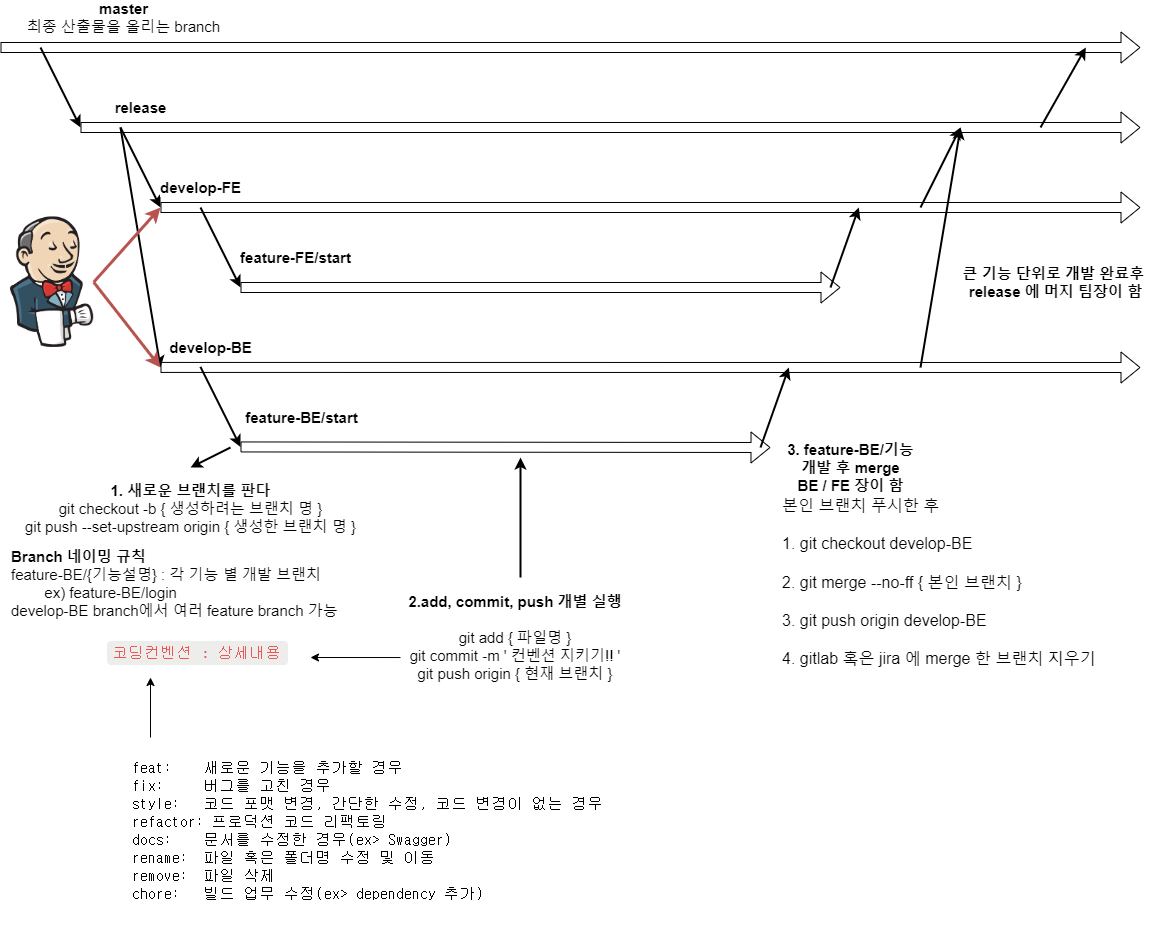 master
최종 산출물을 올리는 branch
release
develop-FE
feature-FE/start
큰 기능 단위로 개발 완료후
release 에 머지 팀장이 함
develop-BE
feature-BE/start
1. 새로운 브랜치를 판다
git checkout -b { 생성하려는 브랜치 명 }
git push --set-upstream origin { 생성한 브랜치 명 }
Branch 네이밍 규칙
feature-BE/{기능설명} : 각 기능 별 개발 브랜치
ex) feature-BE/login
develop-BE branch에서 여러 feature branch 가능
2.add, commit, push 개별 실행
git add { 파일명 }
git commit -m ' 컨벤션 지키기!! '
git push origin { 현재 브랜치 }
3. feature-BE/기능
개발 후 merge
BE / FE 장이 함
본인 브랜치 푸시한 후
1. git checkout develop-BE
2. git merge --no-ff { 본인 브랜치 }
3. git push origin develop-BE
4. gitlab 혹은 jira 에 merge 한 브랜치 지우기
코딩컨벤션 : 상세내용
feat: 새로운 기능을 추가할 경우
fix: 버그를 고친 경우
style: 코드 포맷 변경, 간단한 수정, 코드 변경이 없는 경우
refactor: 프로덕션 코드 리팩토링
docs: 문서를 수정한 경우(ex> Swagger)
rename: 파일 혹은 폴더명 수정 및 이동
remove: 파일 삭제
chore: 빌드 업무 수정(ex> dependency 추가)